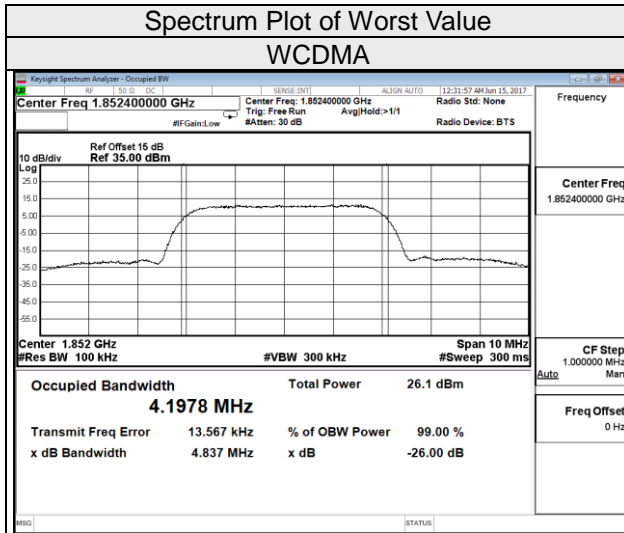 Spectrum Plot of Worst Value
WCDMA
Keysight Spectrum Analyzer - Occupied BW
RF 50 Ω DC SENSE:INT ALIGN AUTO 12:31:57 AM Jun 15, 2017
Center Freq 1.852400000 GHz Center Freq: 1.852400000 GHz Radio Std: None Frequency
Trig: Free Run Avg|Hold:>1/1
#IFGain:Low #Atten: 30 dB Radio Device: BTS
Ref Offset 15 dB
10 dB/div Ref 35.00 dBm
Log
25.0
15.0
5.00
-5.00
-15.0
-25.0
-35.0
-45.0
-55.0
Center Freq
1.852400000 GHz
Center 1.852 GHz Span 10 MHz
#Res BW 100 kHz #VBW 300 kHz #Sweep 300 ms
CF Step
1.000000 MHz
Auto Man
Occupied Bandwidth Total Power 26.1 dBm
4.1978 MHz
Transmit Freq Error 13.567 kHz % of OBW Power 99.00 %
x dB Bandwidth 4.837 MHz x dB -26.00 dB
Freq Offset
0 Hz
MSG STATUS